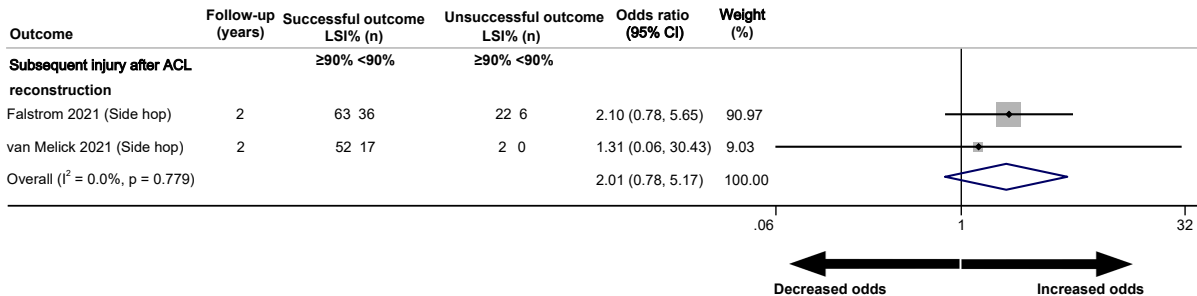 Outcome Follow-up (years) Successful outcome LSI% (n) Unsuccessful outcome LSI% (n) Odds ratio (95% CI) Weight (%)
Subsequent injury after ACL reconstruction ≥90% <90% ≥90% <90%
Falstrom 2021 (Side hop) 2 63 36 22 6 2.10 (0.78, 5.65) 90.97
van Melick 2021 (Side hop) 2 52 17 2 0 1.31 (0.06, 30.43) 9.03
Overall (I² = 0.0%, p = 0.779) 2.01 (0.78, 5.17) 100.00
.06 1 32
Decreased odds Increased odds